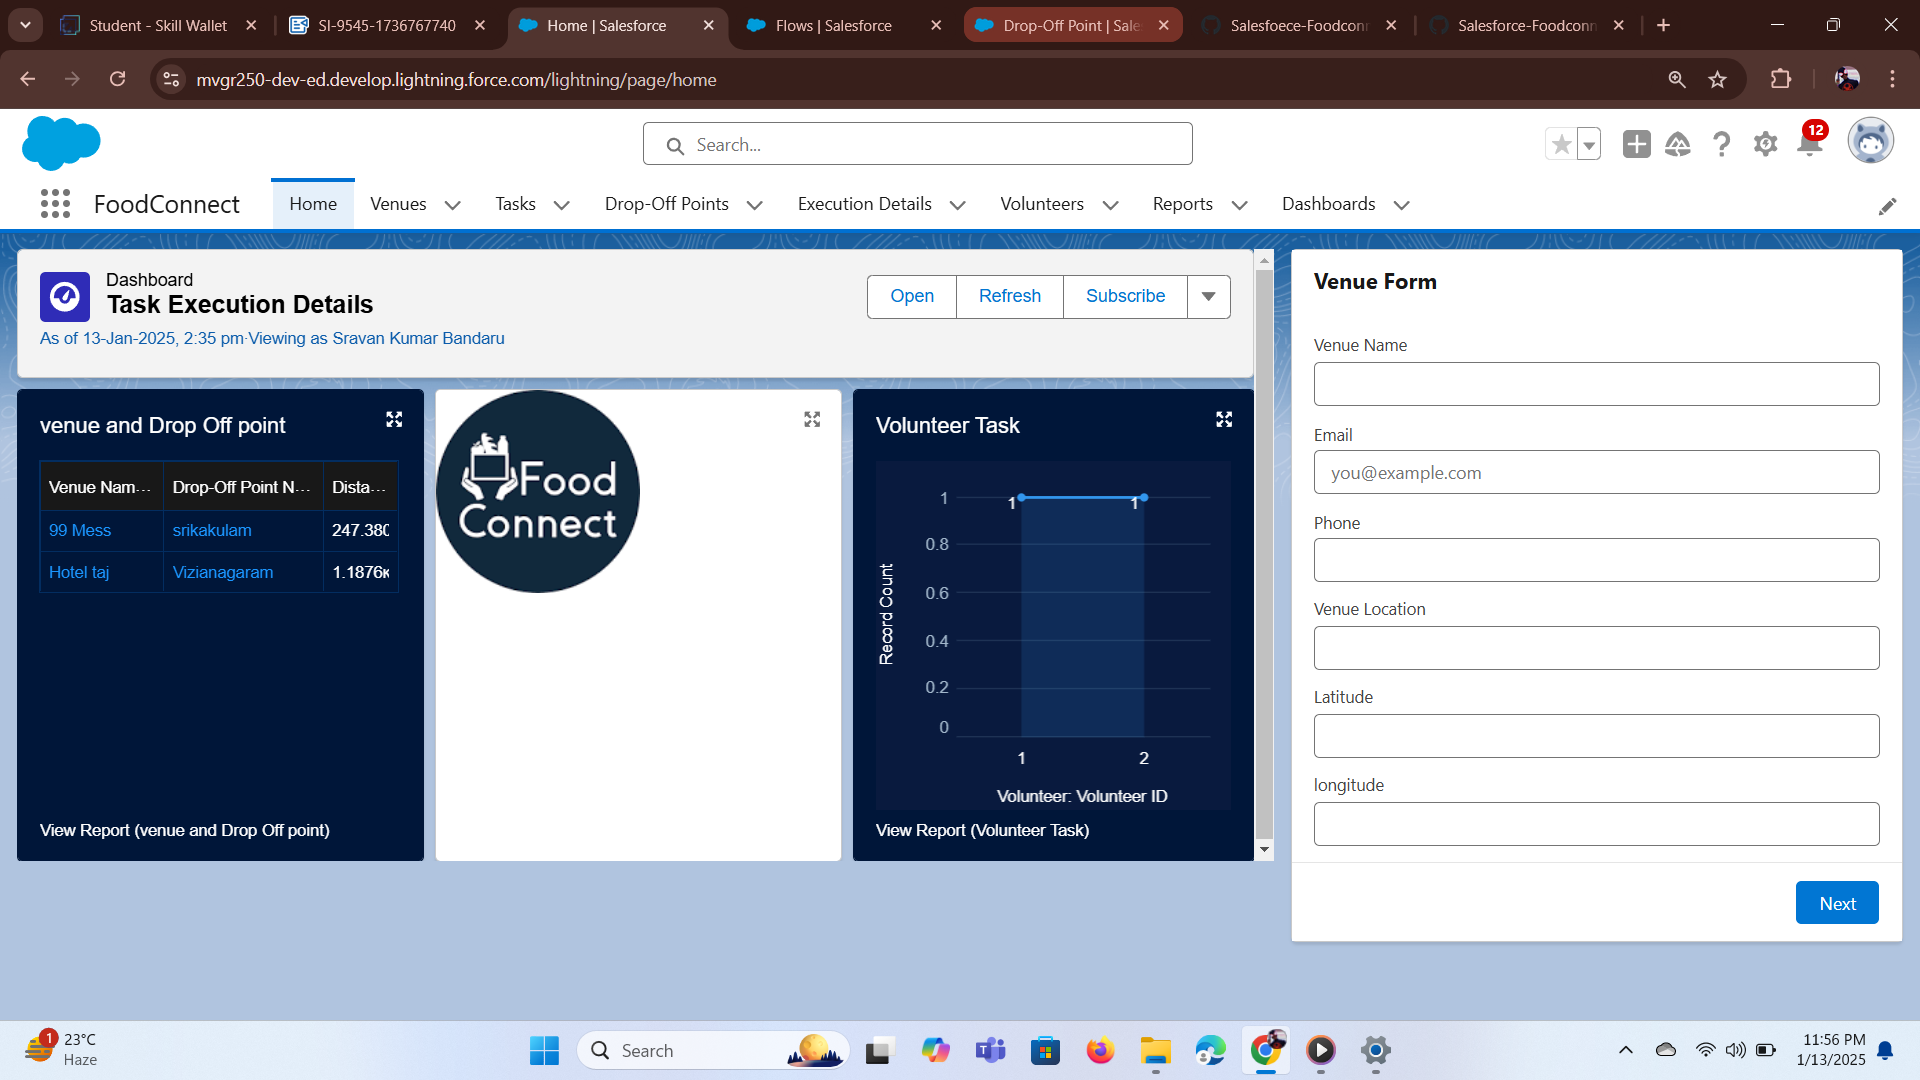 Student - Skill Wallet
SI-9545-1736767740
Home | Salesforce
Flows | Salesforce
Drop-Off Point | Sale
Salesfoece-Foodconn
Salesforce-Foodconn
mvgr250-dev-ed.develop.lightning.force.com/lightning/page/home
Search...
12
FoodConnect
Home
Venues
Tasks
Drop-Off Points
Execution Details
Volunteers
Reports
Dashboards
Dashboard
Task Execution Details
As of 13-Jan-2025, 2:35 pm·Viewing as Sravan Kumar Bandaru
Open
Refresh
Subscribe
venue and Drop Off point
Venue Nam... Drop-Off Point N... Dista...
99 Mess srikakulam 247.380
Hotel taj Vizianagaram 1.1876K
View Report (venue and Drop Off point)
Food
Connect
Volunteer Task
1
0.8
0.6
0.4
0.2
0
Record Count
1
1
1
2
Volunteer: Volunteer ID
View Report (Volunteer Task)
Venue Form
Venue Name
Email
you@example.com
Phone
Venue Location
Latitude
longitude
Next
1
23°C
Haze
Search
11:56 PM
1/13/2025